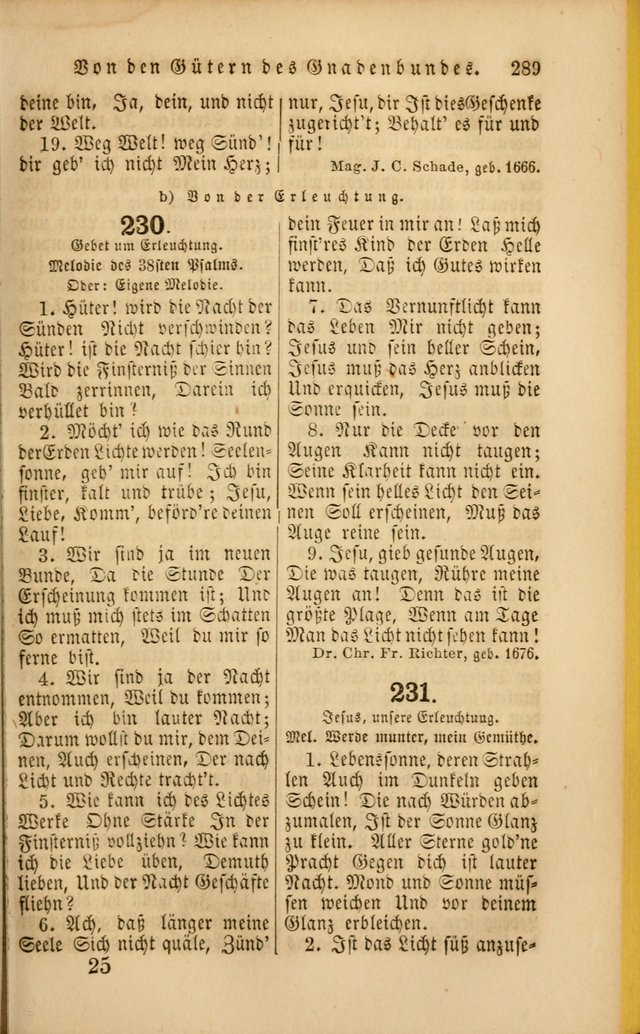 Von den Gütern des Gnadenbundes. 289
deine bin, Ja, dein, und nicht
der Welt.
19. Weg Welt! weg Sünd'!
dir geb' ich nicht Mein Herz;
nur, Jesu, dir Ist dies Geschenke
zugericht't; Behalt' es für und
für!
Mag. J. C. Schade, geb. 1666.
b) Von der Erleuchtung.
230.
Gebet um Erleuchtung.
Melodie des 38sten Psalms.
Oder: Eigene Melodie.
1. Hüter! wird die Nacht der
Sünden Nicht verschwinden?
Hüter! ist die Nacht schier hin?
Wird die Finsterniß der Sinnen
Bald zerrinnen, Darein ich
verhüllet bin?
2. Möcht' ich wie das Rund
der Erden Lichte werden! Seelen-
sonne, geh' mir auf! Ich bin
finster, kalt und trübe; Jesu,
Liebe, Komm', beförd're deinen
Lauf!
3. Wir sind ja im neuen
Bunde, Da die Stunde Der
Erscheinung kommen ist; Und
ich muß mich stets im Schatten
So ermatten, Weil du mir so
ferne bist.
4. Wir sind ja der Nacht
entnommen, Weil du kommen;
Aber ich bin lauter Nacht;
Darum wollst du mir, dem Dei-
nen, Auch erscheinen, Der nach
Licht und Rechte tracht't.
5. Wie kann ich des Lichtes
Werke Ohne Stärke In der
Finsterniß vollziehn? Wie kann
ich die Liebe üben, Demuth
lieben, Und der Nacht Geschäfte
fliehn?
6. Ach, daß länger meine
Seele Sich nicht quäle, Zünd'
25
dein Feuer in mir an! Laß mich
finst'res Kind der Erden Helle
werden, Daß ich Gutes wirken
kann.
7. Das Vernunftlicht kann
das Leben Mir nicht geben;
Jesus und sein heller Schein,
Jesus muß das Herz anblicken
Und erquicken, Jesus muß die
Sonne sein.
8. Nur die Decke vor den
Augen Kann nicht taugen;
Seine Klarheit kann nicht ein.
Wenn sein helles Licht den Sei-
nen Soll erscheinen, Muß das
Auge reine sein.
9. Jesu, gieb gesunde Augen,
Die was taugen, Rühre meine
Augen an! Denn das ist die
größte Plage, Wenn am Tage
Man das Licht nicht sehen kann!
Dr. Chr. Fr. Richter, geb. 1676.
231.
Jesus, unsere Erleuchtung.
Mel. Werde munter, mein Gemüthe.
1. Lebenssonne, deren Strah-
len Auch im Dunkeln geben
Schein! Die nach Würden ab-
zumalen, Ist der Sonne Glanz
zu klein. Aller Sterne gold'ne
Pracht Gegen dich ist lauter
Nacht. Mond und Sonne müs-
sen weichen Und vor deinem
Glanz erbleichen.
2. Ist das Licht süß anzuse-